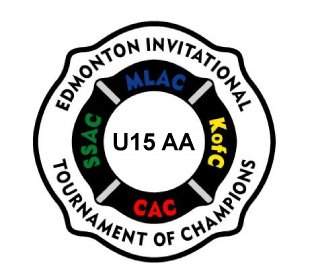 EDMONTON INVITATIONAL
MLAC
SSAC
U15 AA
KofC
CAC
TOURNAMENT OF CHAMPIONS